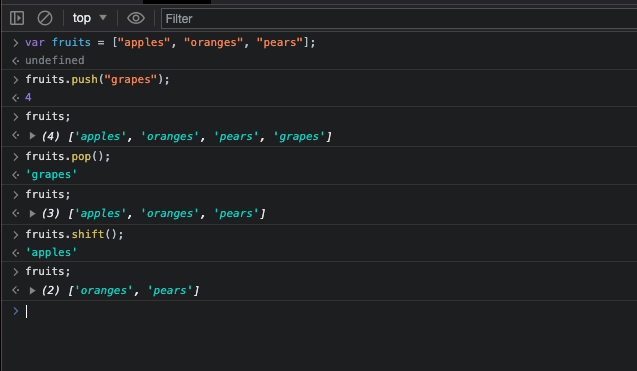 top Filter
> var fruits = ["apples", "oranges", "pears"];
undefined
> fruits.push("grapes");
4
> fruits;
(4) ['apples', 'oranges', 'pears', 'grapes']
> fruits.pop();
'grapes'
> fruits;
(3) ['apples', 'oranges', 'pears']
> fruits.shift();
'apples'
> fruits;
(2) ['oranges', 'pears']
>